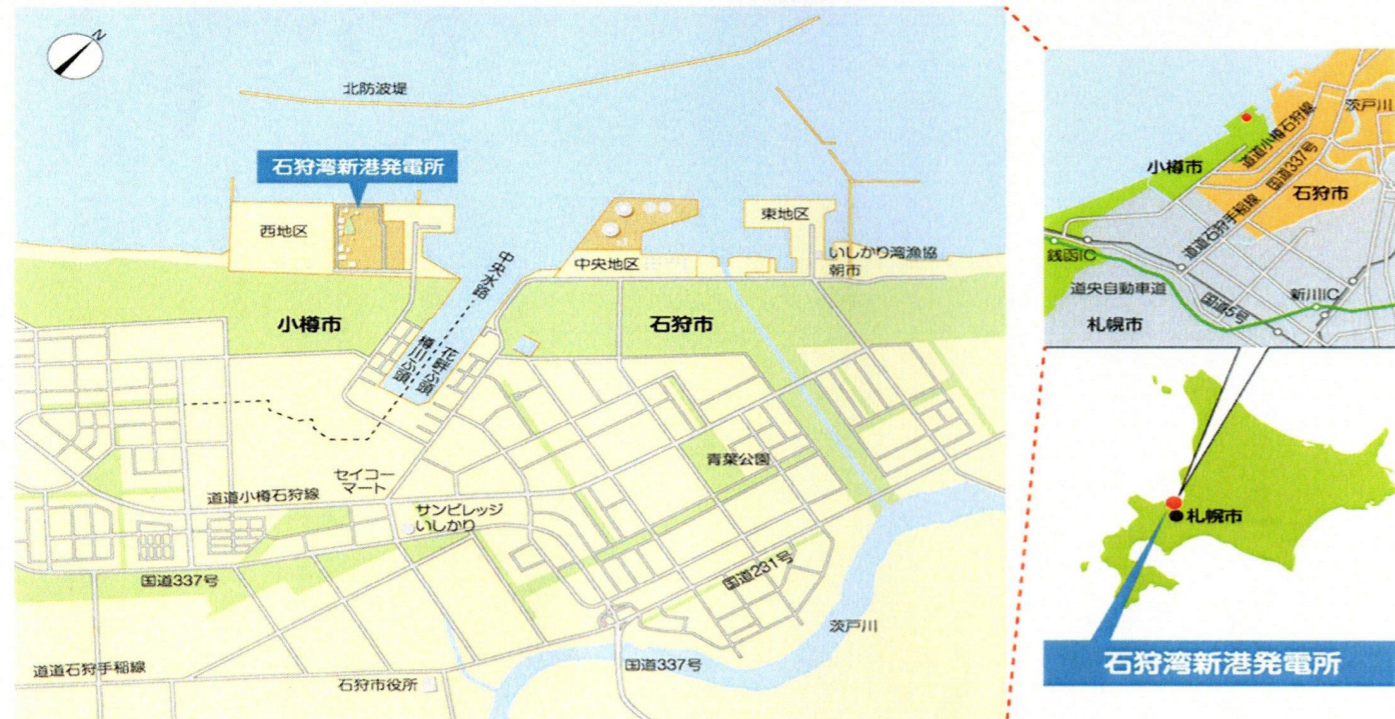 N
北防波堤
石狩湾新港発電所
西地区
東地区
中央地区
いしかり湾漁協
朝市
中央水路
小樽市
石狩市
花畔ふ頭
樽川ふ頭
青葉公園
セイコー
マート
道道小樽石狩線
サンビレッジ
いしかり
国道337号
国道231号
茨戸川
道道石狩手稲線
国道337号
石狩市役所
茨戸川
道道小樽石狩線
小樽市
国道337号
石狩市
道道石狩手稲線
銭函IC
道央自動車道
国道5号
新川IC
札幌市
札幌市
石狩湾新港発電所